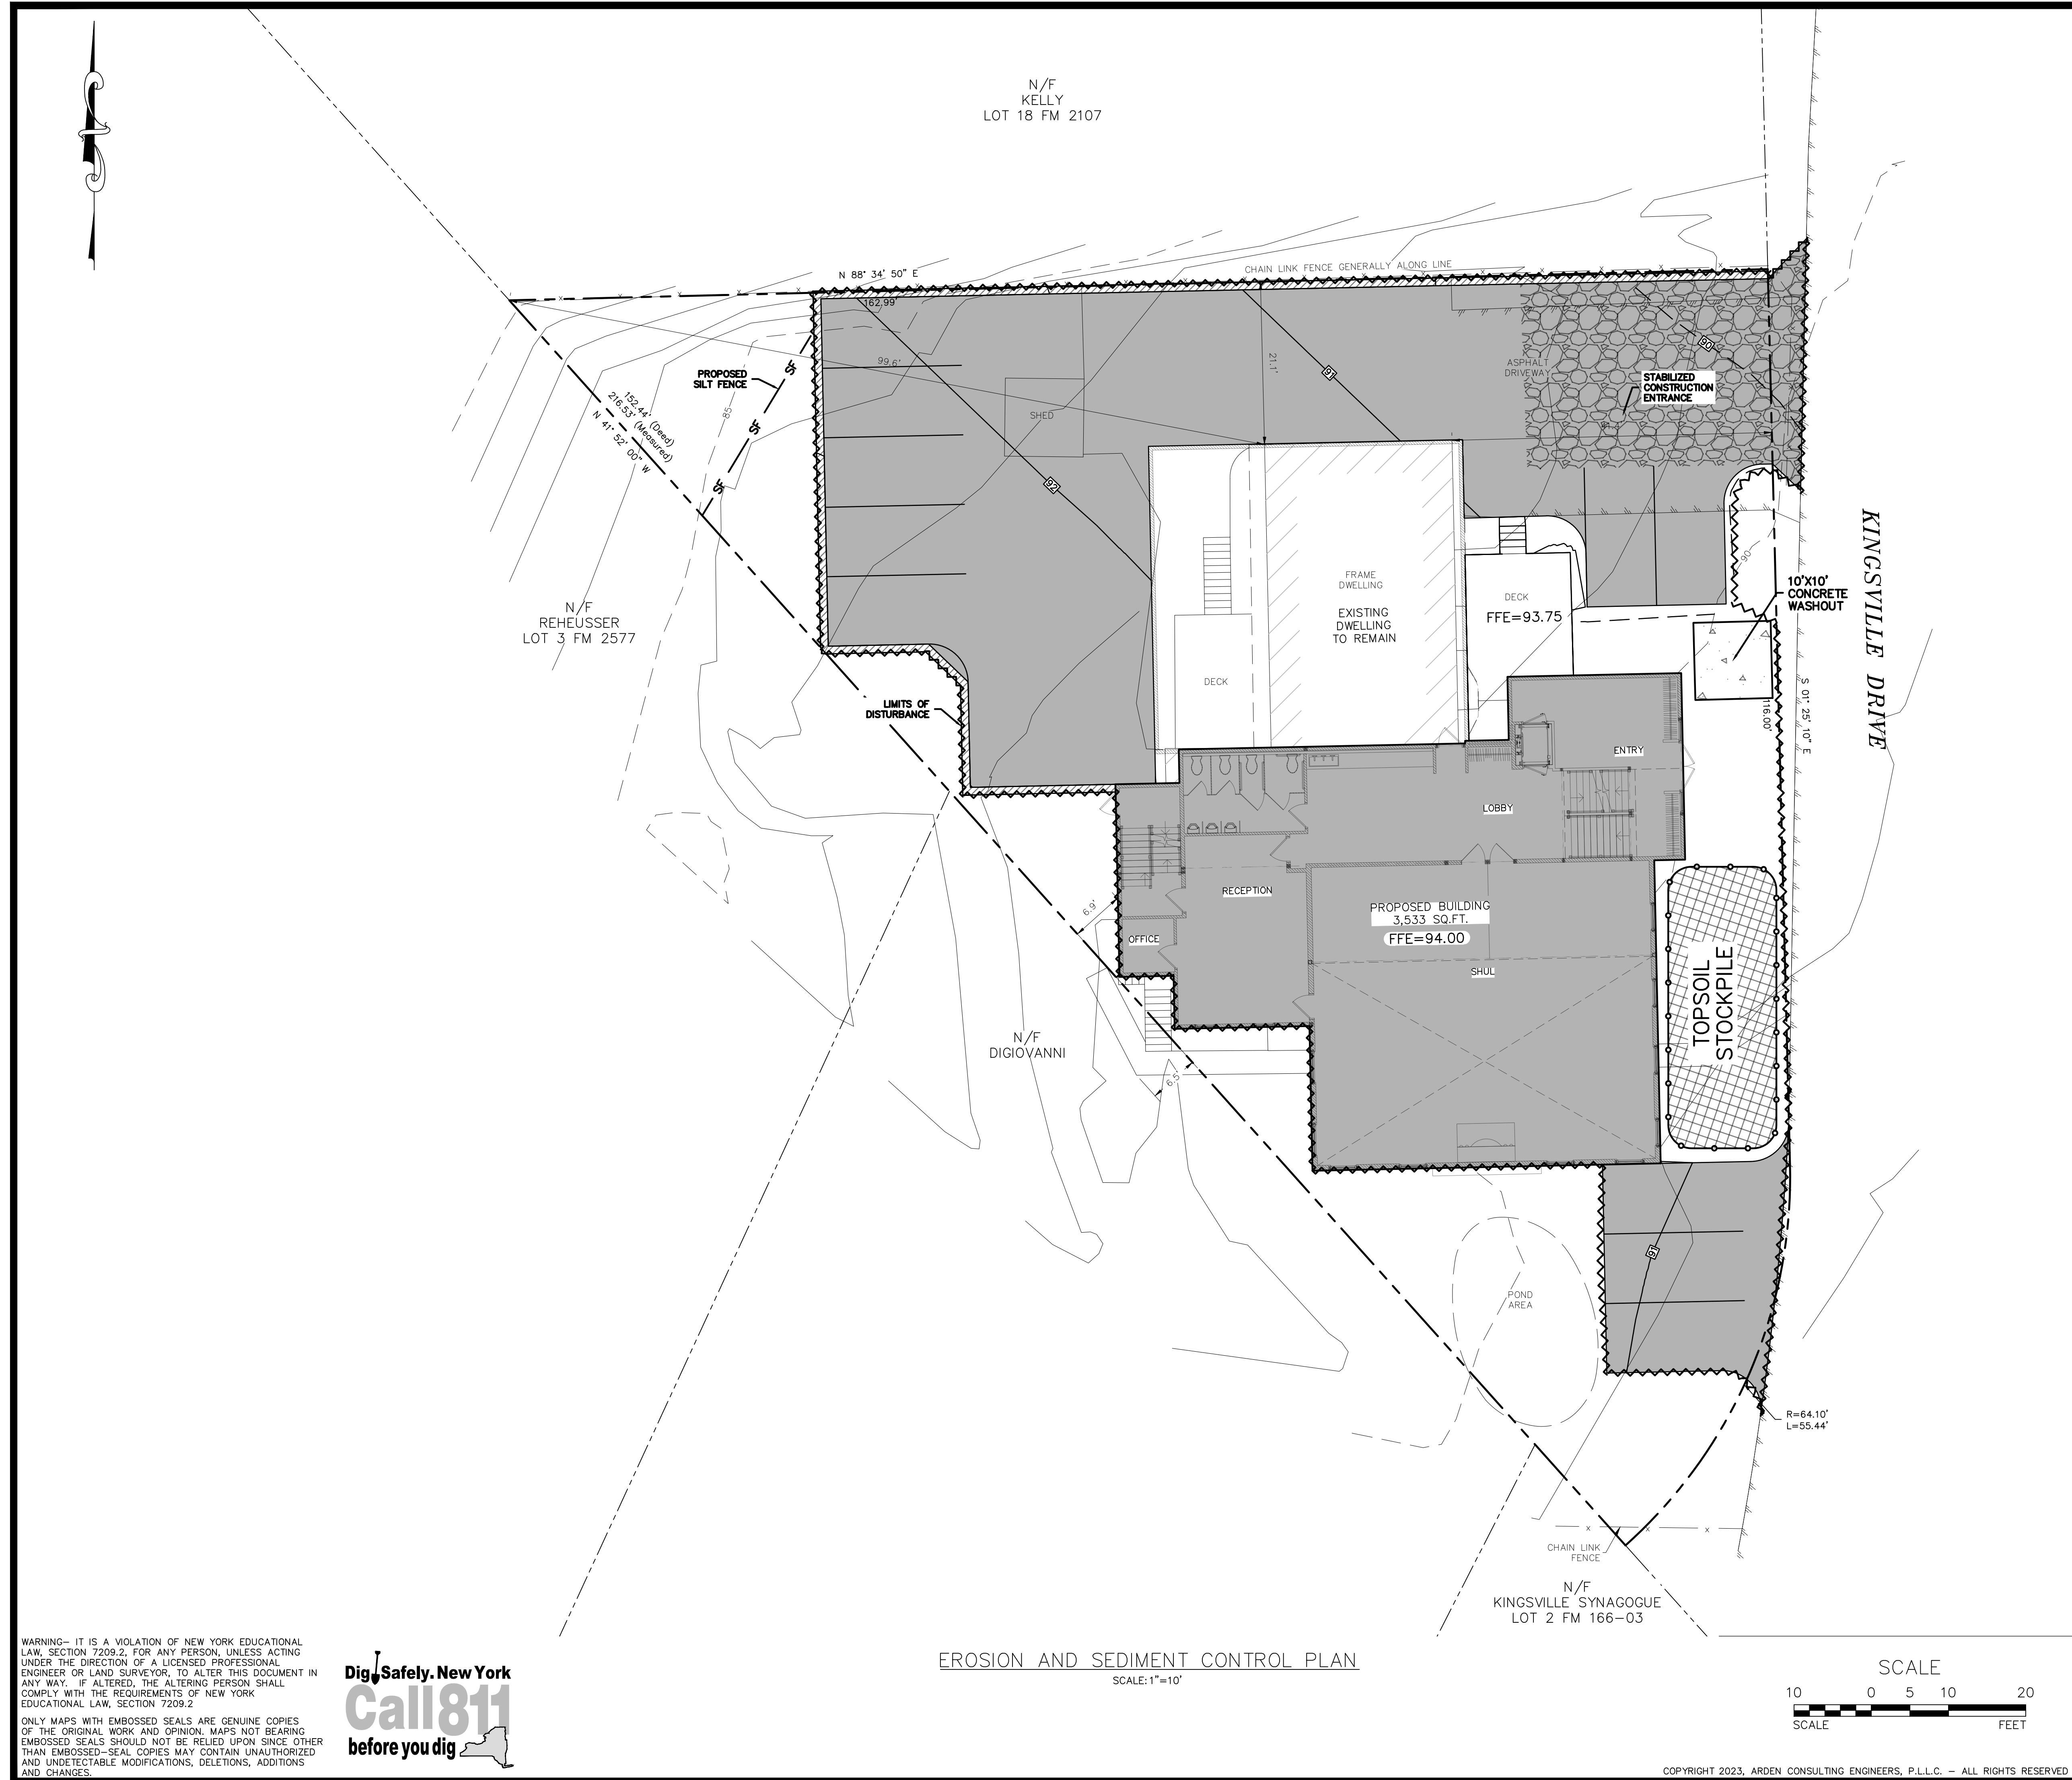 N/F
KELLY
LOT 18 FM 2107
N 88° 34' 50" E
162.99'
CHAIN LINK FENCE GENERALLY ALONG LINE
99.6'
21.1'
91
90
ASPHALT
DRIVEWAY
STABILIZED
CONSTRUCTION
ENTRANCE
PROPOSED
SILT FENCE
SF
SF
SF
85
152.44' (Deed)
216.53' (Measured)
N 41° 52' 00" W
SHED
92
KINGSVILLE DRIVE
90
10'X10'
CONCRETE
WASHOUT
FRAME
DWELLING
EXISTING
DWELLING
TO REMAIN
DECK
FFE=93.75
N/F
REHEUSSER
LOT 3 FM 2577
DECK
LIMITS OF
DISTURBANCE
S 01° 25' 10" E
116.00'
ENTRY
LOBBY
RECEPTION
PROPOSED BUILDING
3,533 SQ.FT.
FFE=94.00
6.9'
OFFICE
SHUL
TOPSOIL
STOCKPILE
N/F
DIGIOVANNI
6.5'
91
POND
AREA
R=64.10'
L=55.44'
CHAIN LINK
FENCE
N/F
KINGSVILLE SYNAGOGUE
LOT 2 FM 166-03
WARNING- IT IS A VIOLATION OF NEW YORK EDUCATIONAL
LAW, SECTION 7209.2, FOR ANY PERSON, UNLESS ACTING
UNDER THE DIRECTION OF A LICENSED PROFESSIONAL
ENGINEER OR LAND SURVEYOR, TO ALTER THIS DOCUMENT IN
ANY WAY. IF ALTERED, THE ALTERING PERSON SHALL
COMPLY WITH THE REQUIREMENTS OF NEW YORK
EDUCATIONAL LAW, SECTION 7209.2
ONLY MAPS WITH EMBOSSED SEALS ARE GENUINE COPIES
OF THE ORIGINAL WORK AND OPINION. MAPS NOT BEARING
EMBOSSED SEALS SHOULD NOT BE RELIED UPON SINCE OTHER
THAN EMBOSSED-SEAL COPIES MAY CONTAIN UNAUTHORIZED
AND UNDETECTABLE MODIFICATIONS, DELETIONS, ADDITIONS
AND CHANGES.
Dig Safely. New York
Call 811
before you dig
EROSION AND SEDIMENT CONTROL PLAN
SCALE: 1"=10'
SCALE
10 0 5 10 20
SCALE FEET
COPYRIGHT 2023, ARDEN CONSULTING ENGINEERS, P.L.L.C. - ALL RIGHTS RESERVED